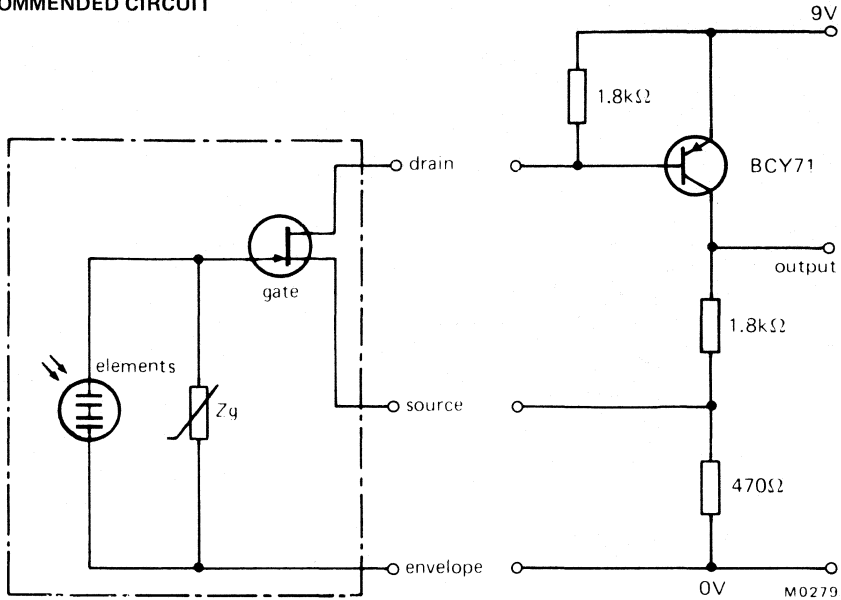 OMMENDED CIRCUIT
9V
1.8kΩ
drain
BCY71
gate
output
elements
1.8kΩ
Zg
source
470Ω
envelope
0V
M0279